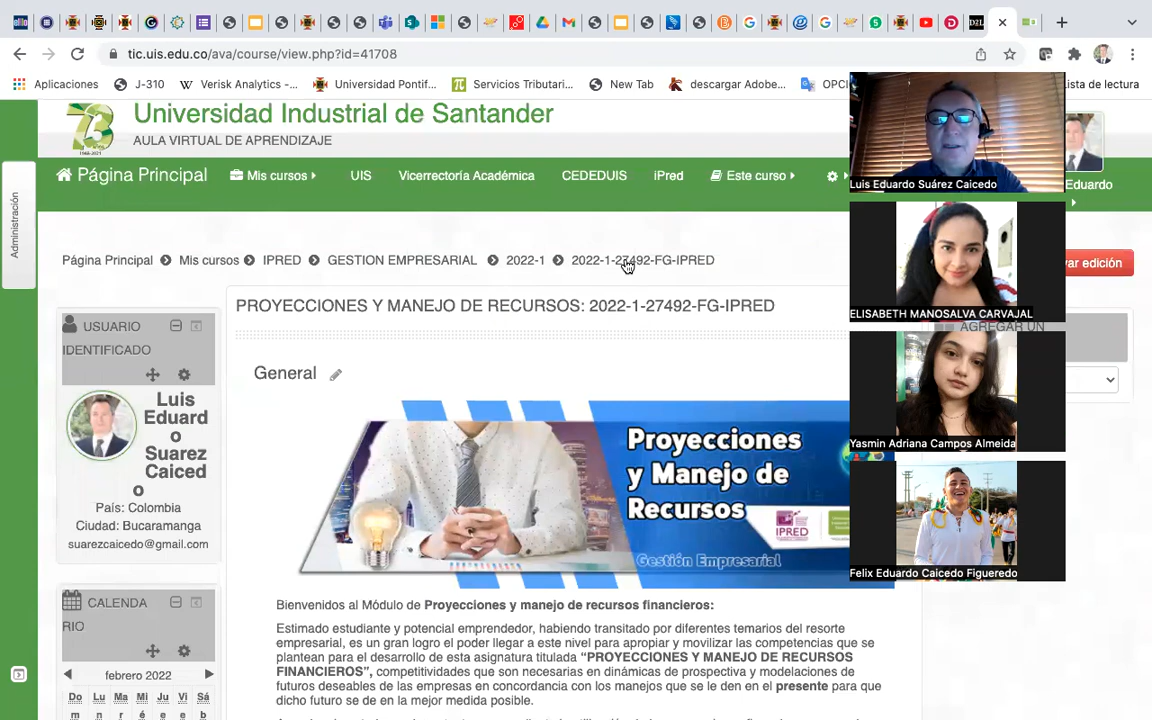 tic.uis.edu.co/ava/course/view.php?id=41708
Aplicaciones
J-310
Verisk Analytics -...
Universidad Pontif...
Servicios Tributari...
New Tab
descargar Adobe...
OPCI
Lista de lectura
Universidad Industrial de Santander
AULA VIRTUAL DE APRENDIZAJE
Administración
Página Principal
Mis cursos
UIS
Vicerrectoría Académica
CEDEDUIS
iPred
Este curso
Eduardo
Página Principal
Mis cursos
IPRED
GESTION EMPRESARIAL
2022-1
2022-1-27492-FG-IPRED
var edición
PROYECCIONES Y MANEJO DE RECURSOS: 2022-1-27492-FG-IPRED
AGREGAR UN
USUARIO
IDENTIFICADO
Luis
Eduard
o
Suarez
Caiced
o
País: Colombia
Ciudad: Bucaramanga
suarezcaicedo@gmail.com
CALENDA
RIO
febrero 2022
Do Lu Ma Mi Ju Vi Sá
m n r é e e b
General
Proyecciones
y Manejo de
Recursos
IPRED
Gestión Empresarial
Bienvenidos al Módulo de Proyecciones y manejo de recursos financieros:
Estimado estudiante y potencial emprendedor, habiendo transitado por diferentes temarios del resorte
empresarial, es un gran logro el poder llegar a este nivel para apropiar y movilizar las competencias que se
plantean para el desarrollo de esta asignatura titulada “PROYECCIONES Y MANEJO DE RECURSOS
FINANCIEROS”, competitividades que son necesarias en dinámicas de prospectiva y modelaciones de
futuros deseables de las empresas en concordancia con los manejos que se le den en el presente para que
dicho futuro se de en la mejor medida posible.
Luis Eduardo Suárez Caicedo
ELISABETH MANOSALVA CARVAJAL
Yasmin Adriana Campos Almeida
Felix Eduardo Caicedo Figueredo